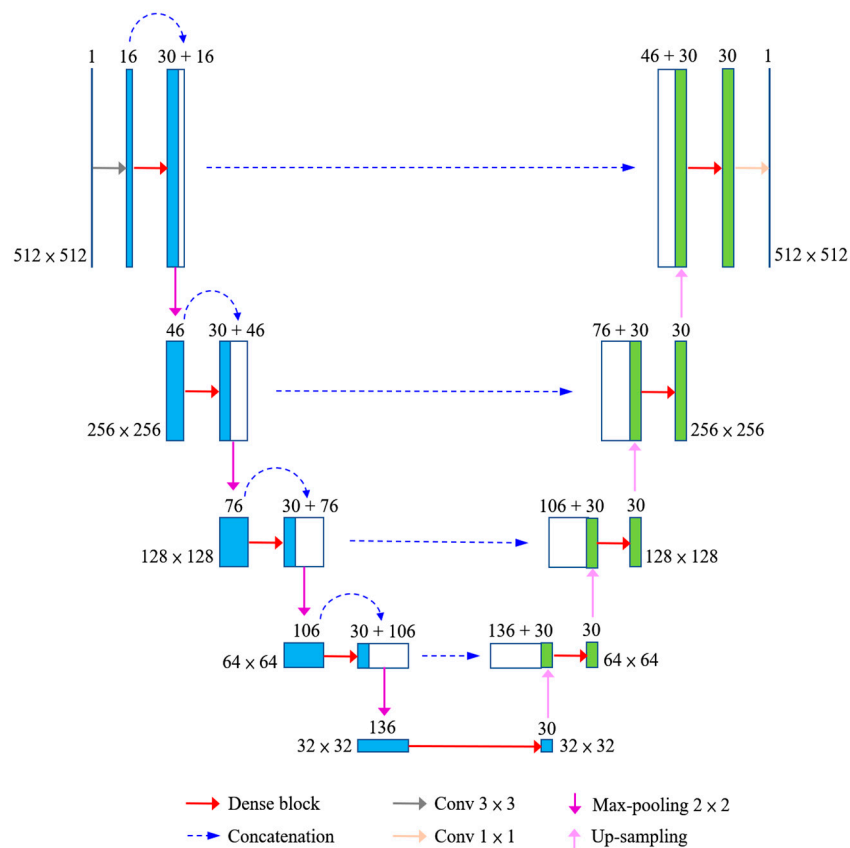 1 16 30 + 16 46 + 30 30 1
512 × 512 512 × 512
46 30 + 46 76 + 30 30
256 × 256 256 × 256
76 30 + 76 106 + 30 30
128 × 128 128 × 128
106 30 + 106 136 + 30 30
64 × 64 64 × 64
136 30
32 × 32 32 × 32
Dense block Conv 3 × 3 Max-pooling 2 × 2
Concatenation Conv 1 × 1 Up-sampling